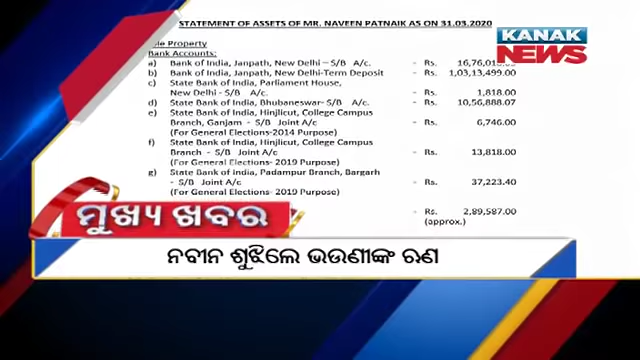 STATEMENT OF ASSETS OF MR. NAVEEN PATNAIK AS ON 31.03.2020
KANAK
NEWS
Property
Bank Accounts:
a) Bank of India, Janpath, New Delhi – S/B A/c. - Rs.
b) Bank of India, Janpath, New Delhi-Term Deposit - Rs. 1,03,13,499.00
c) State Bank of India, Parliament House,
New Delhi - S/B A/c. - Rs. 1,818.00
d) State Bank of India, Bhubaneswar- S/B A/c. - Rs. 10,56,888.07
e) State Bank of India, Hinjlicut, College Campus
Branch, Ganjam - S/B Joint A/c - Rs. 6,746.00
(For General Elections-2014 Purpose)
f) State Bank of India, Hinjlicut, College Campus
Branch - S/B Joint A/c - Rs. 13,818.00
(For General Elections- 2019 Purpose)
g) State Bank of India, Padampur Branch, Bargarh
- S/B Joint A/c - Rs. 37,223.40
(For General Elections- 2019 Purpose)
- Rs. 2,89,587.00
(approx.)
ମୁଖ୍ୟ ଖବର
ନବୀନ ଶୁଝିଲେ ଭଉଣୀଙ୍କ ଋଣ